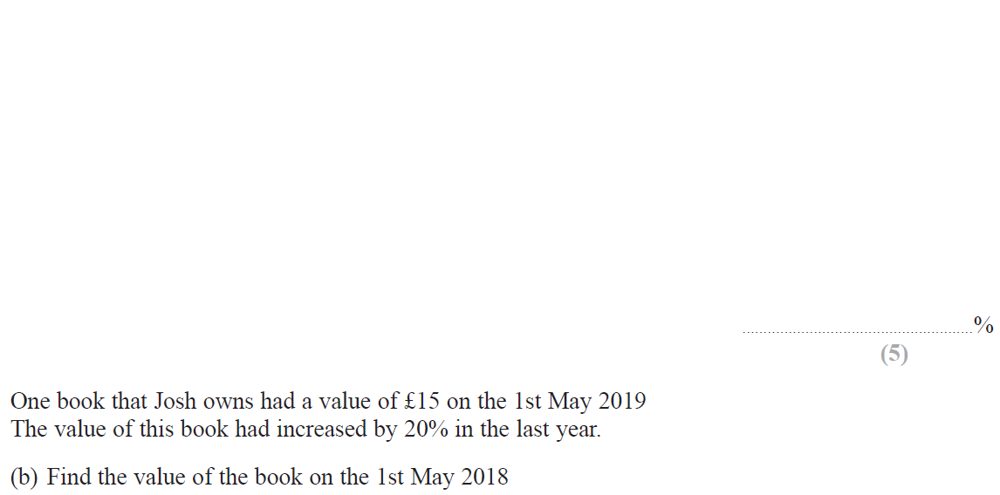 %
(5)
One book that Josh owns had a value of £15 on the 1st May 2019
The value of this book had increased by 20% in the last year.
(b) Find the value of the book on the 1st May 2018